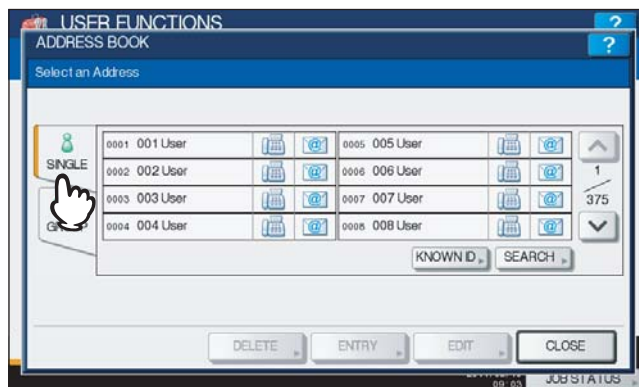 USER FUNCTIONS ?
ADDRESS BOOK ?
Select an Address
SINGLE
0001 001 User 0005 005 User
0002 002 User 0006 006 User
0003 003 User 0007 007 User
0004 004 User 0008 008 User
1
375
KNOWN ID SEARCH
DELETE ENTRY EDIT CLOSE
09:03 JOB STATUS